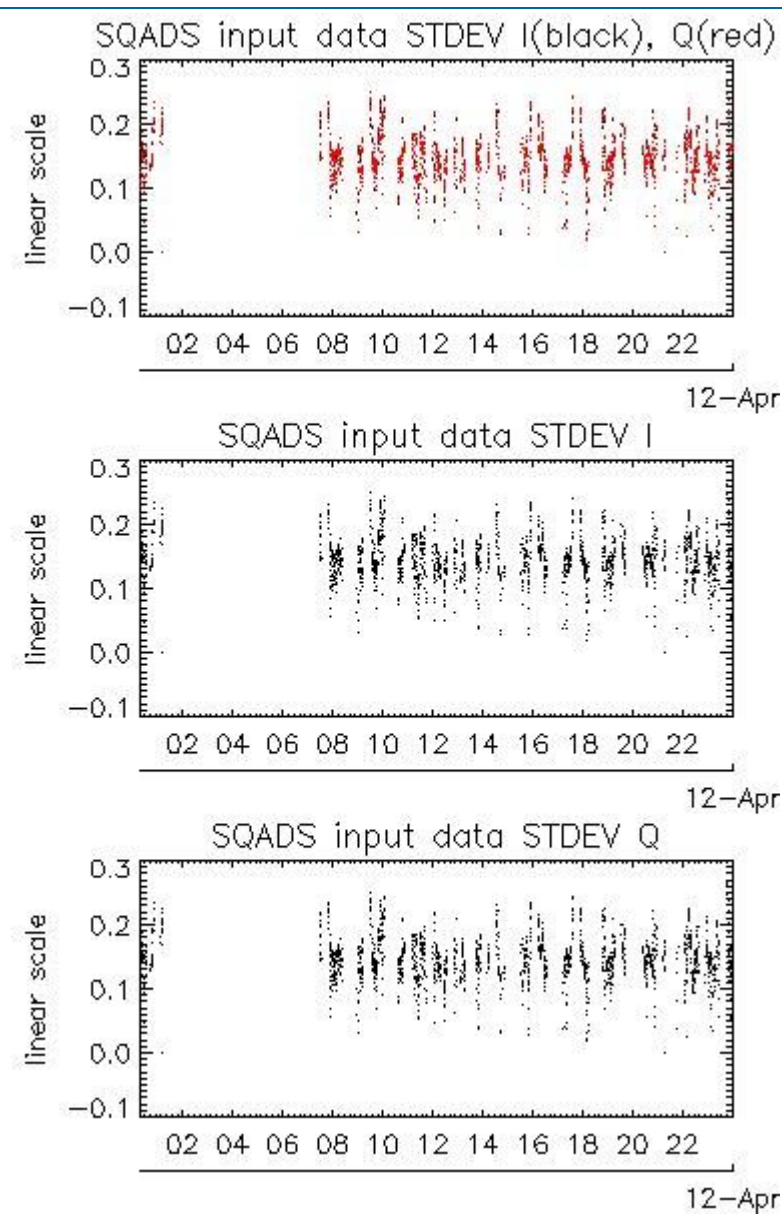 SQADS input data STDEV I(black), Q(red)
0.3
0.2
0.1
0.0
−0.1
linear scale
02 04 06 08 10 12 14 16 18 20 22
12-Apr
SQADS input data STDEV I
0.3
0.2
0.1
0.0
−0.1
linear scale
02 04 06 08 10 12 14 16 18 20 22
12-Apr
SQADS input data STDEV Q
0.3
0.2
0.1
0.0
−0.1
linear scale
02 04 06 08 10 12 14 16 18 20 22
12-Apr